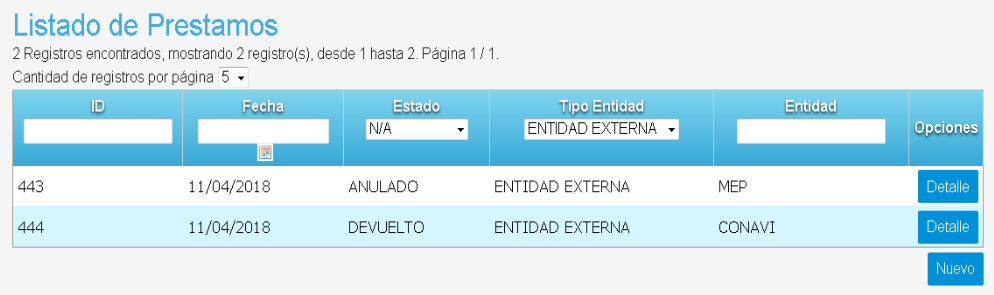 Listado de Prestamos
2 Registros encontrados, mostrando 2 registro(s), desde 1 hasta 2. Página 1 / 1.
Cantidad de registros por página 5
ID Fecha Estado Tipo Entidad Entidad Opciones
N/A ENTIDAD EXTERNA
443 11/04/2018 ANULADO ENTIDAD EXTERNA MEP Detalle
444 11/04/2018 DEVUELTO ENTIDAD EXTERNA CONAVI Detalle
Nuevo